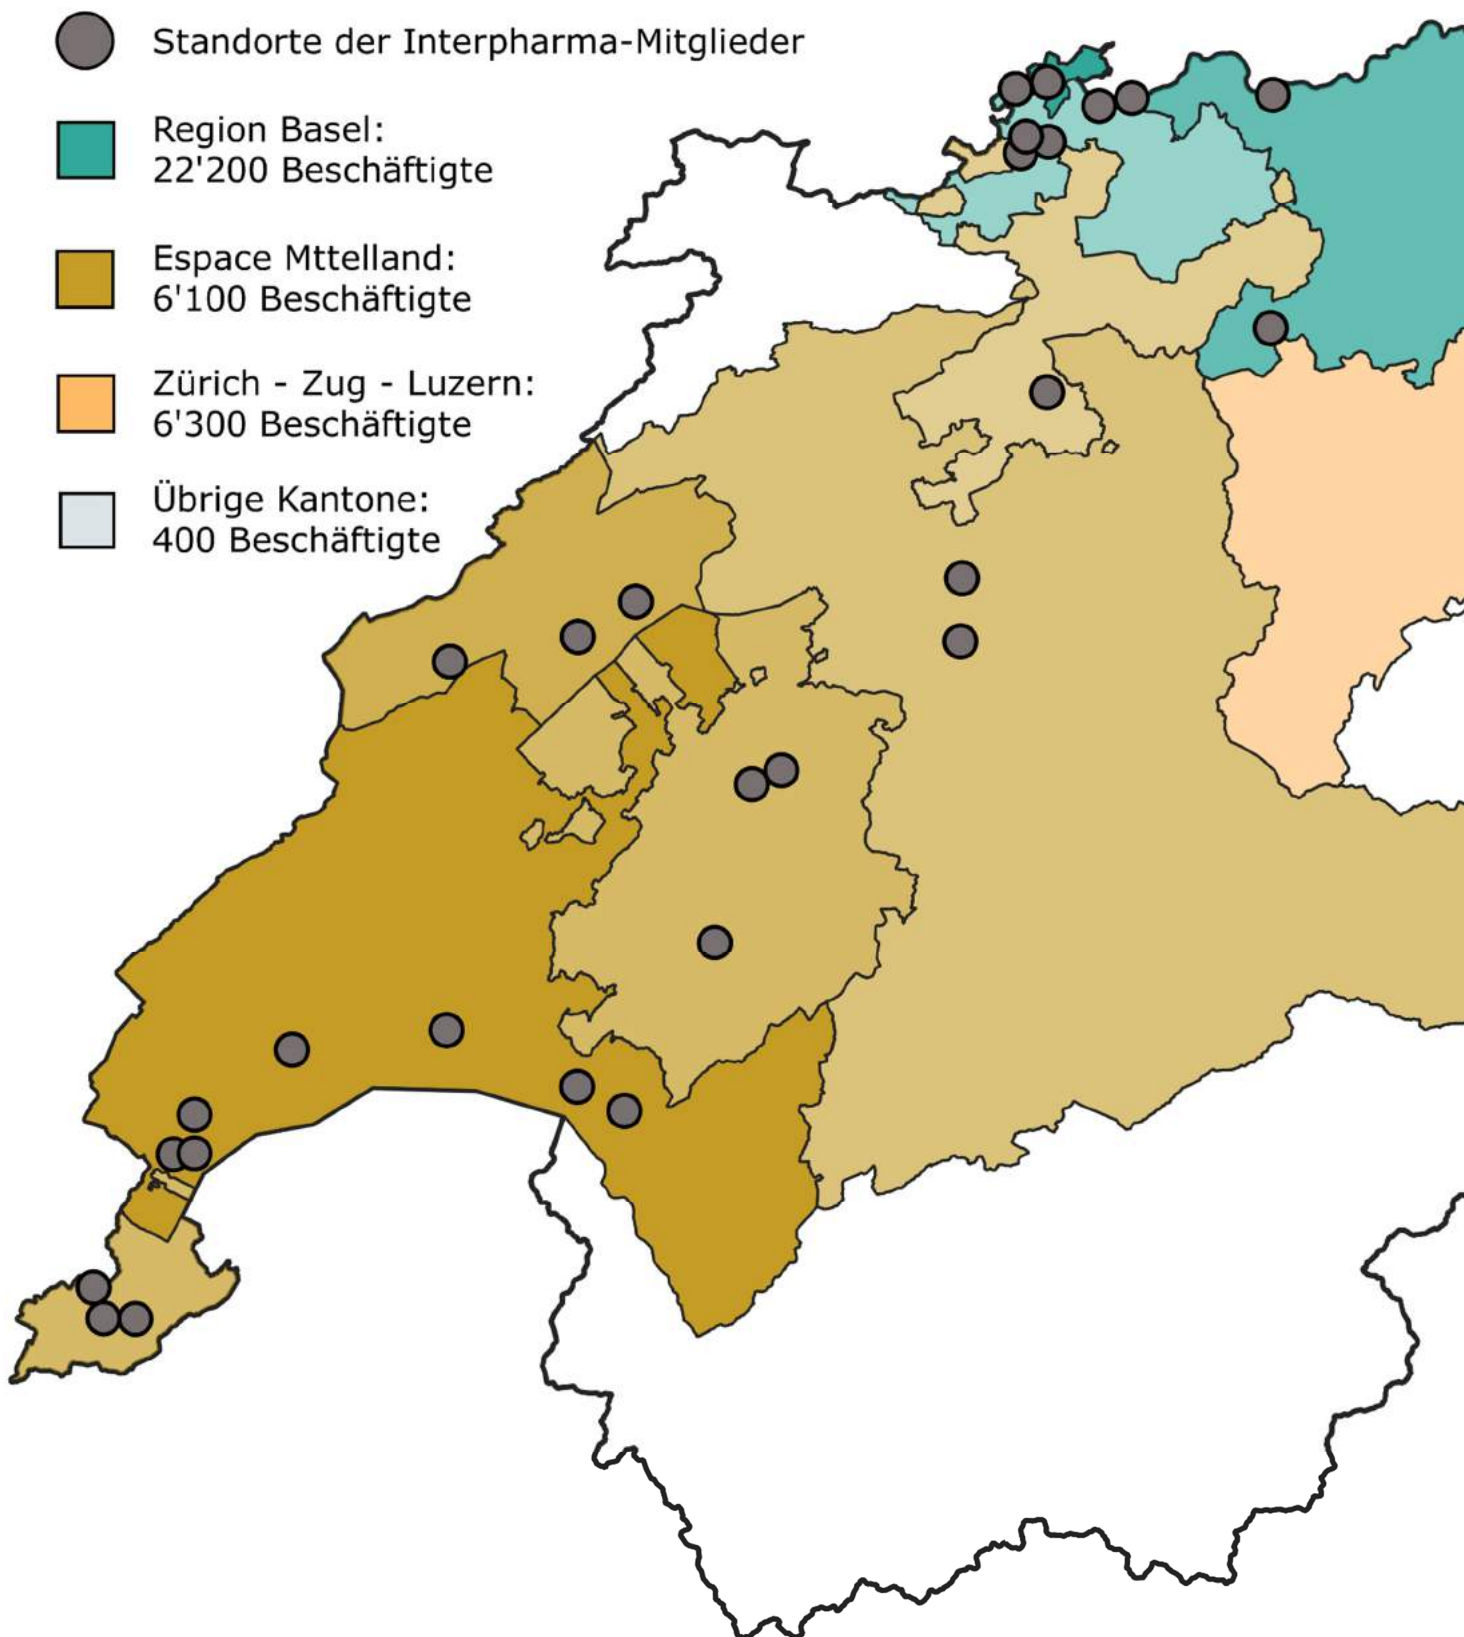 Standorte der Interpharma-Mitglieder
Region Basel:
22'200 Beschäftigte
Espace Mttelland:
6'100 Beschäftigte
Zürich - Zug - Luzern:
6'300 Beschäftigte
Übrige Kantone:
400 Beschäftigte